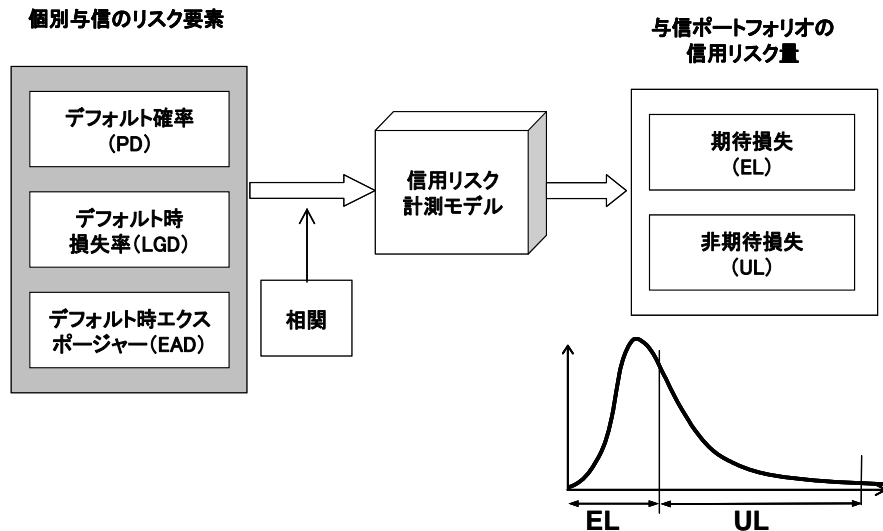 個別与信のリスク要素
デフォルト確率
(PD)
デフォルト時
損失率(LGD)
デフォルト時エクス
ポージャー(EAD)
相関
信用リスク
計測モデル
与信ポートフォリオの
信用リスク量
期待損失
(EL)
非期待損失
(UL)
EL
UL